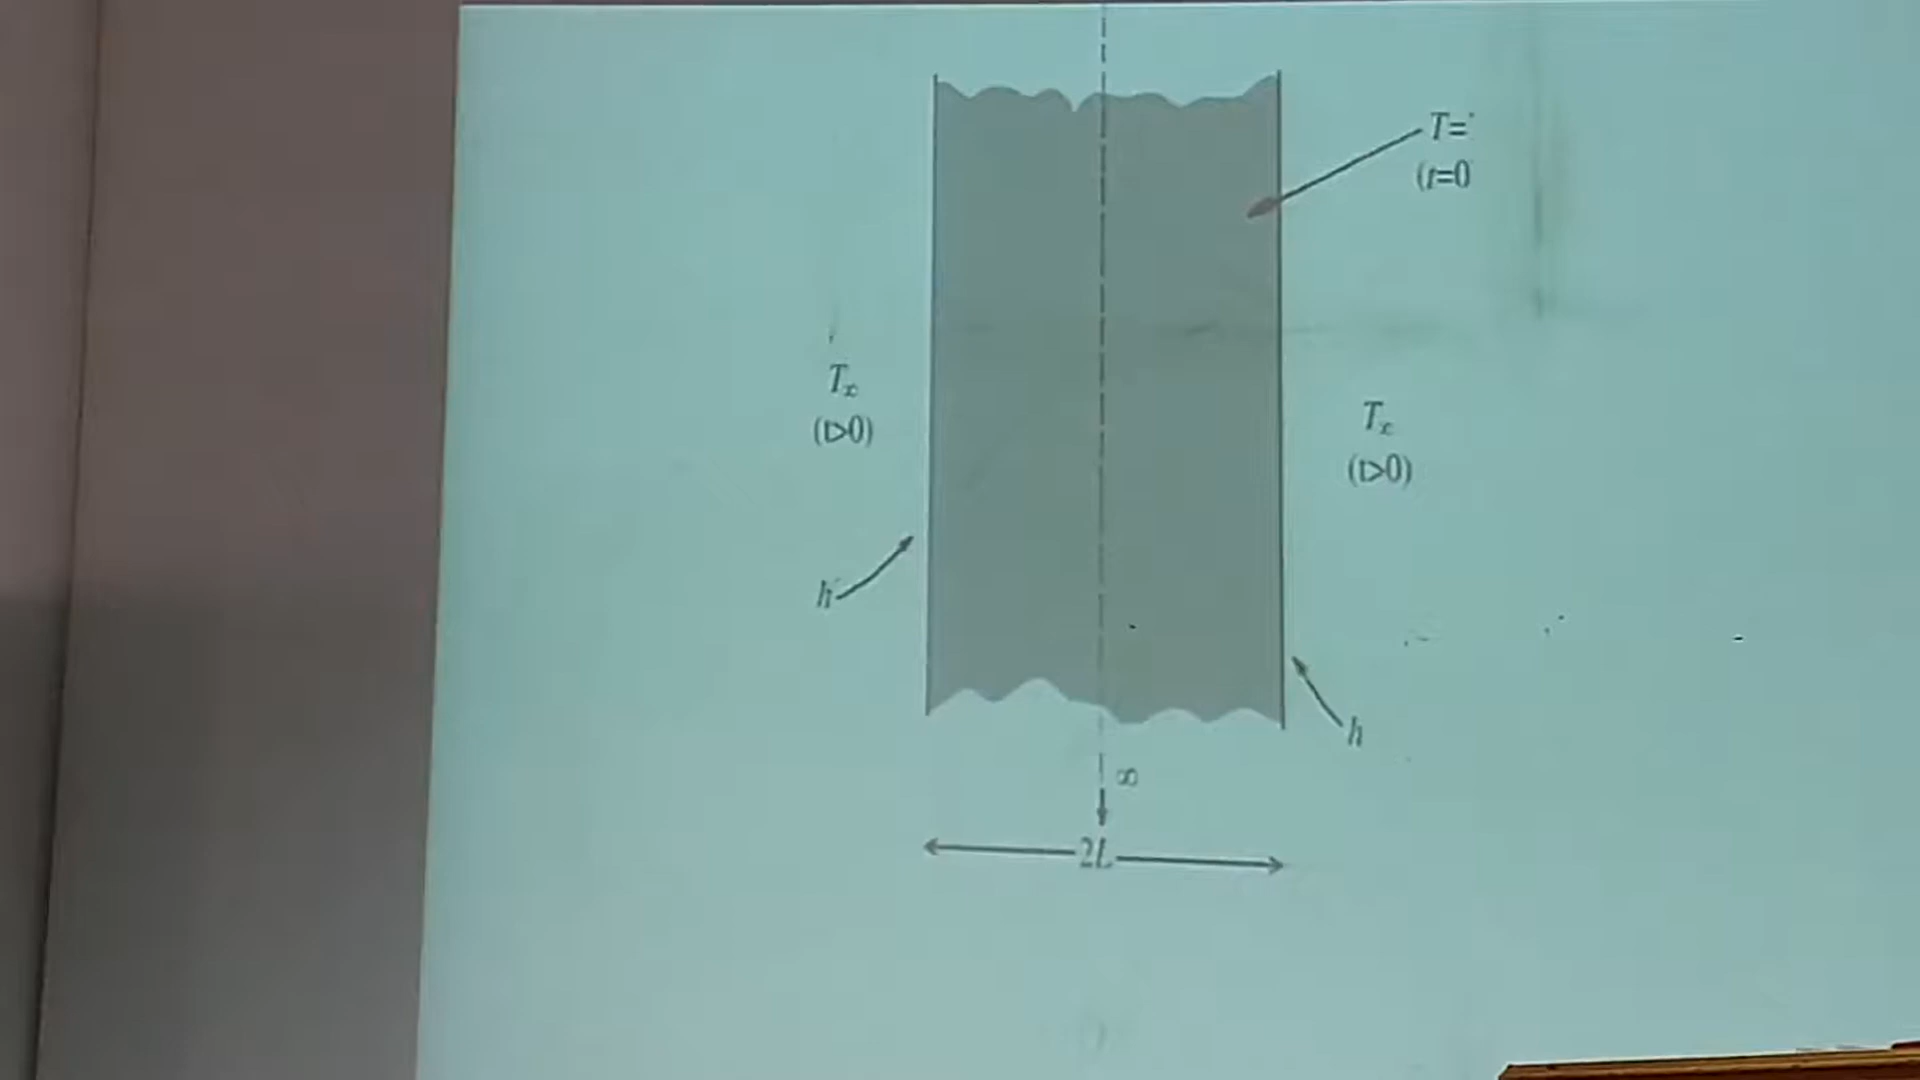 T=
(t=0
T∞
(t>0)
T∞
(t>0)
h
h
∞
2L